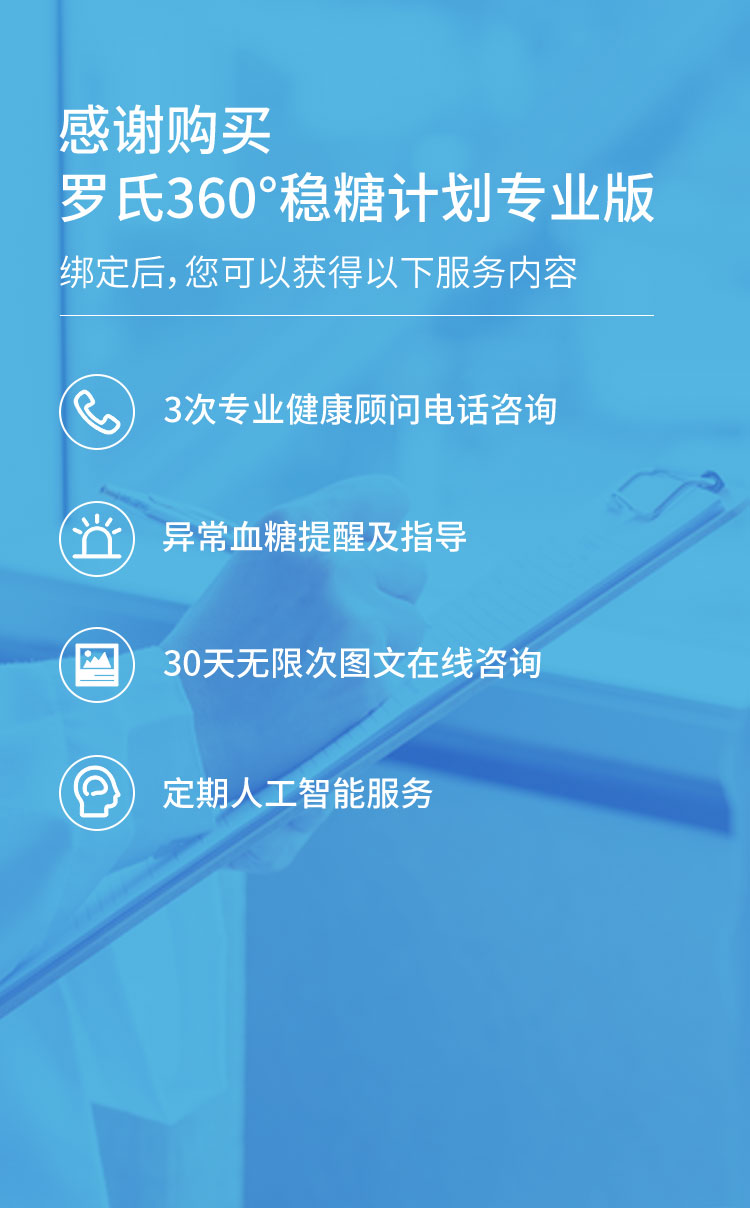 感谢购买
罗氏360°稳糖计划专业版
绑定后，您可以获得以下服务内容
3次专业健康顾问电话咨询
异常血糖提醒及指导
30天无限次图文在线咨询
定期人工智能服务